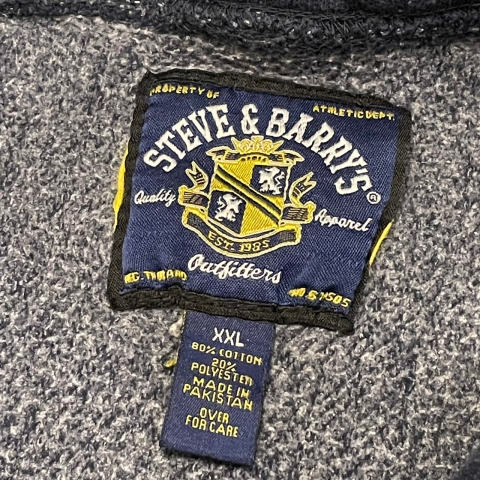 PROPERTY OF ATHLETIC DEPT.
STEVE & BARRY'S®
Quality Apparel
EST. 1985
Outfitters
XXL
80% COTTON
20%
POLYESTER
MADE IN
PAKISTAN
OVER
FOR CARE